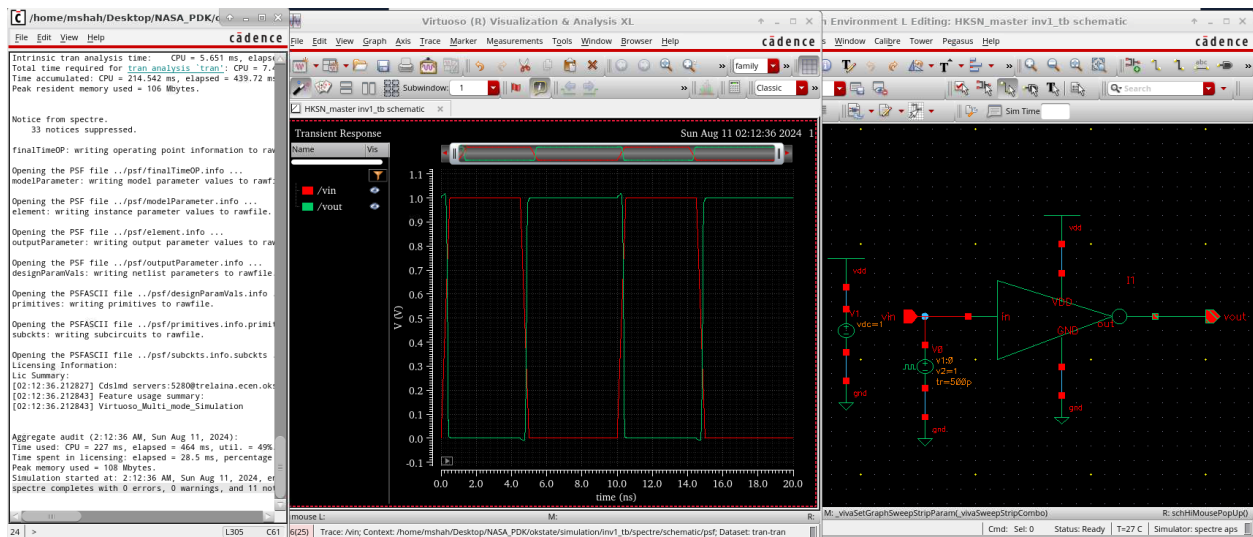 /home/mshah/Desktop/NASA_PDK/c
File Edit View Help
cādence
Intrinsic tran analysis time: CPU = 5.651 ms, elaps
Total time required for tran analysis `tran': CPU = 7.
Time accumulated: CPU = 214.542 ms, elapsed = 439.72 ms
Peak resident memory used = 106 Mbytes.
Notice from spectre.
33 notices suppressed.
finalTimeOP: writing operating point information to raw
Opening the PSF file ../psf/finalTimeOP.info ...
modelParameter: writing model parameter values to rawfi
Opening the PSF file ../psf/modelParameter.info ...
element: writing instance parameter values to rawfile.
Opening the PSF file ../psf/element.info ...
outputParameter: writing output parameter values to raw
Opening the PSF file ../psf/outputParameter.info ...
designParamVals: writing netlist parameters to rawfile.
Opening the PSFASCII file ../psf/designParamVals.info
primitives: writing primitives to rawfile.
Opening the PSFASCII file ../psf/primitives.info.primit
subckts: writing subcircuits to rawfile.
Opening the PSFASCII file ../psf/subckts.info.subckts
Licensing Information:
Lic Summary:
[02:12:36.212827] Cdslmd servers:5280@trelaina.ecen.oks
[02:12:36.212843] Feature usage summary:
[02:12:36.212843] Virtuoso_Multi_mode_Simulation
Aggregate audit (2:12:36 AM, Sun Aug 11, 2024):
Time used: CPU = 227 ms, elapsed = 464 ms, util. = 49%
Time spent in licensing: elapsed = 28.5 ms, percentage
Peak memory used = 108 Mbytes.
Simulation started at: 2:12:36 AM, Sun Aug 11, 2024, en
spectre completes with 0 errors, 0 warnings, and 11 not
24 >
L305 C61
Virtuoso (R) Visualization & Analysis XL
File Edit View Graph Axis Trace Marker Measurements Tools Window Browser Help
cādence
family
Subwindow: 1
Classic
HKSN_master inv1_tb schematic
Transient Response
Sun Aug 11 02:12:36 2024 1
Name Vis
/vin
/vout
V (V)
1.1
1.0
0.9
0.8
0.7
0.6
0.5
0.4
0.3
0.2
0.1
0.0
-0.1
0.0 2.0 4.0 6.0 8.0 10.0 12.0 14.0 16.0 18.0 20.0
time (ns)
mouse L: M: R:
6(25) Trace: /vin; Context: /home/mshah/Desktop/NASA_PDK/okstate/simulation/inv1_tb/spectre/schematic/psf; Dataset: tran-tran
n Environment L Editing: HKSN_master inv1_tb schematic
s Window Calibre Tower Pegasus Help
cādence
Search
Sim Time
vdd
V1
vdc=1
gnd
vin
V0
v1:0
v2=1
tr=500p
gnd
vdd
I1
VDD
in
out
GND
gnd
vout
M: _vivaSetGraphSweepStripParam(_vivaSweepStripCombo)
R: schHiMousePopUp()
Cmd: Sel: 0 Status: Ready T=27 C Simulator: spectre aps